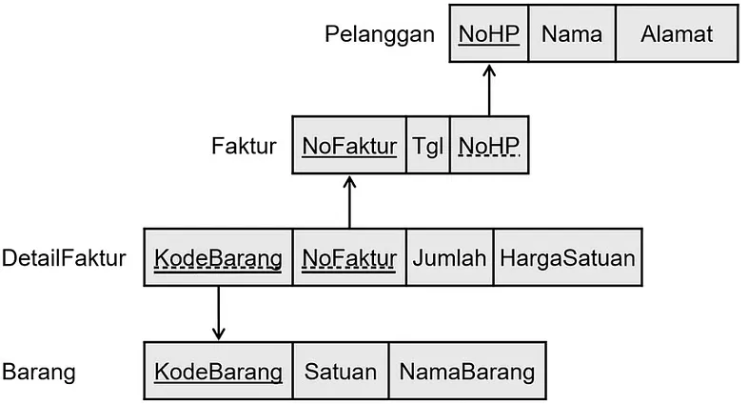 Pelanggan NoHP Nama Alamat
Faktur NoFaktur Tgl NoHP
DetailFaktur KodeBarang NoFaktur Jumlah HargaSatuan
Barang KodeBarang Satuan NamaBarang